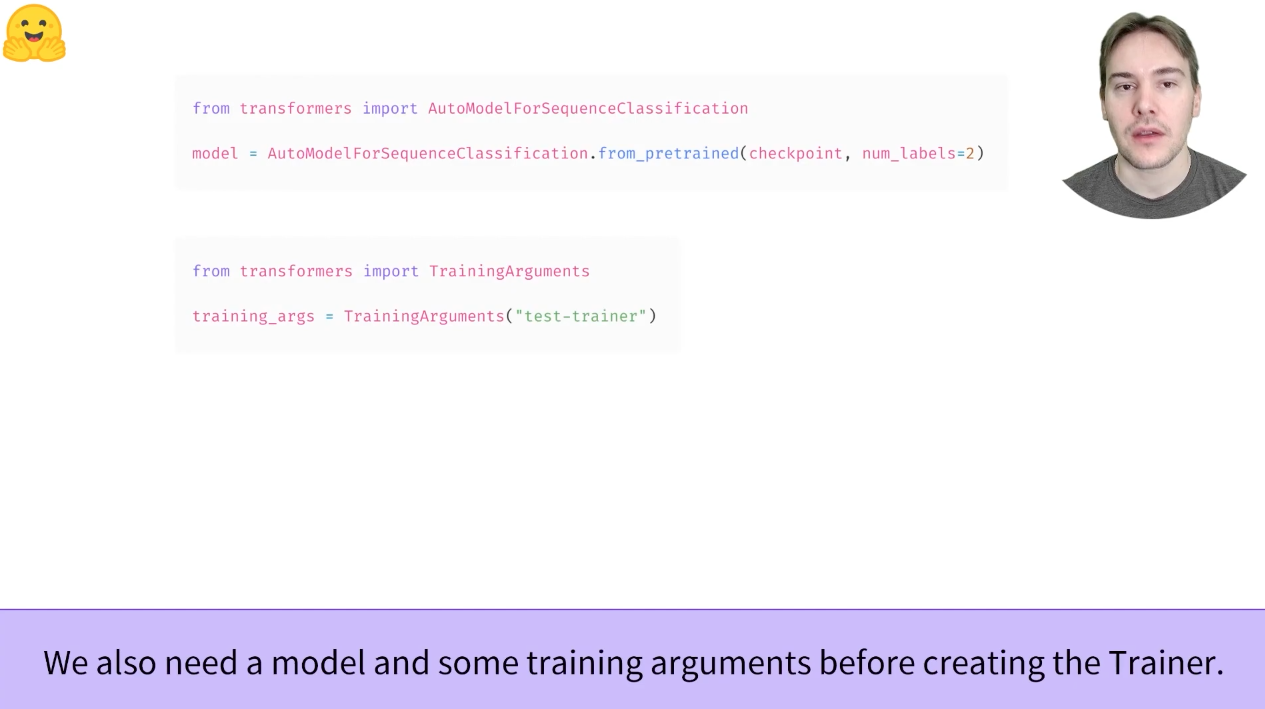 from transformers import AutoModelForSequenceClassification
model = AutoModelForSequenceClassification.from_pretrained(checkpoint, num_labels=2)
from transformers import TrainingArguments
training_args = TrainingArguments("test-trainer")
We also need a model and some training arguments before creating the Trainer.